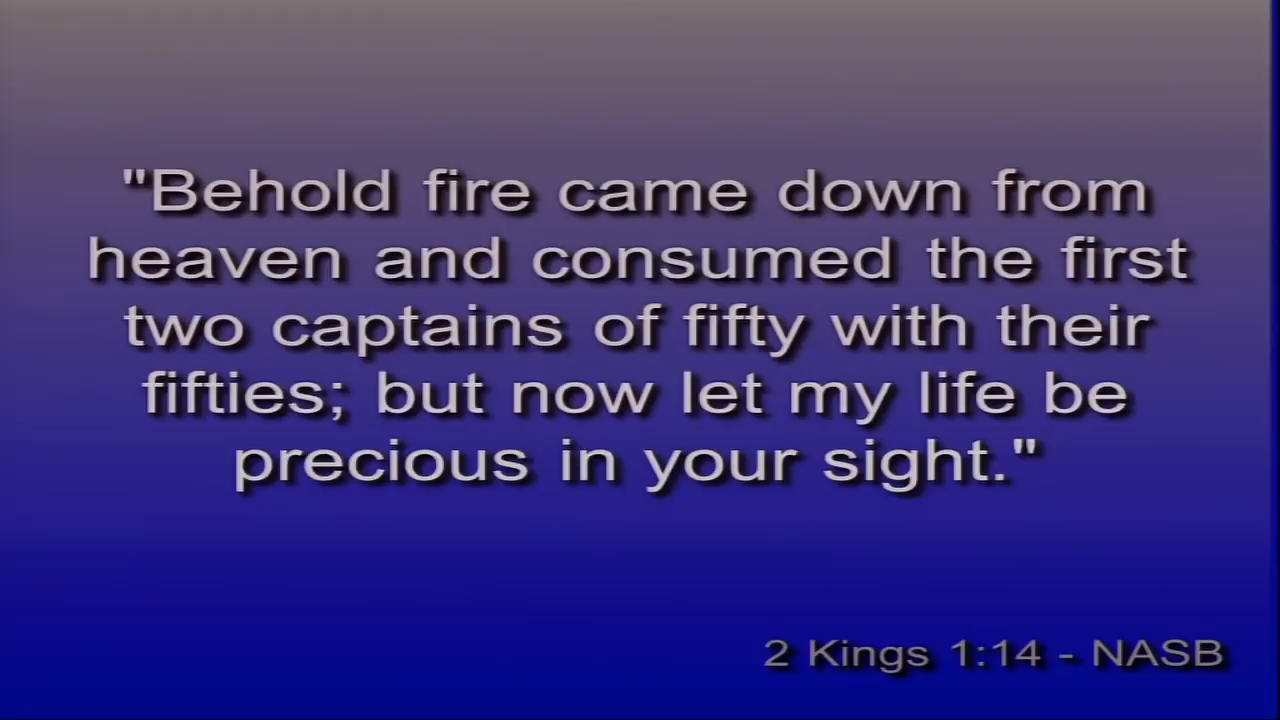 "Behold fire came down from
heaven and consumed the first
two captains of fifty with their
fifties; but now let my life be
precious in your sight."
2 Kings 1:14 - NASB